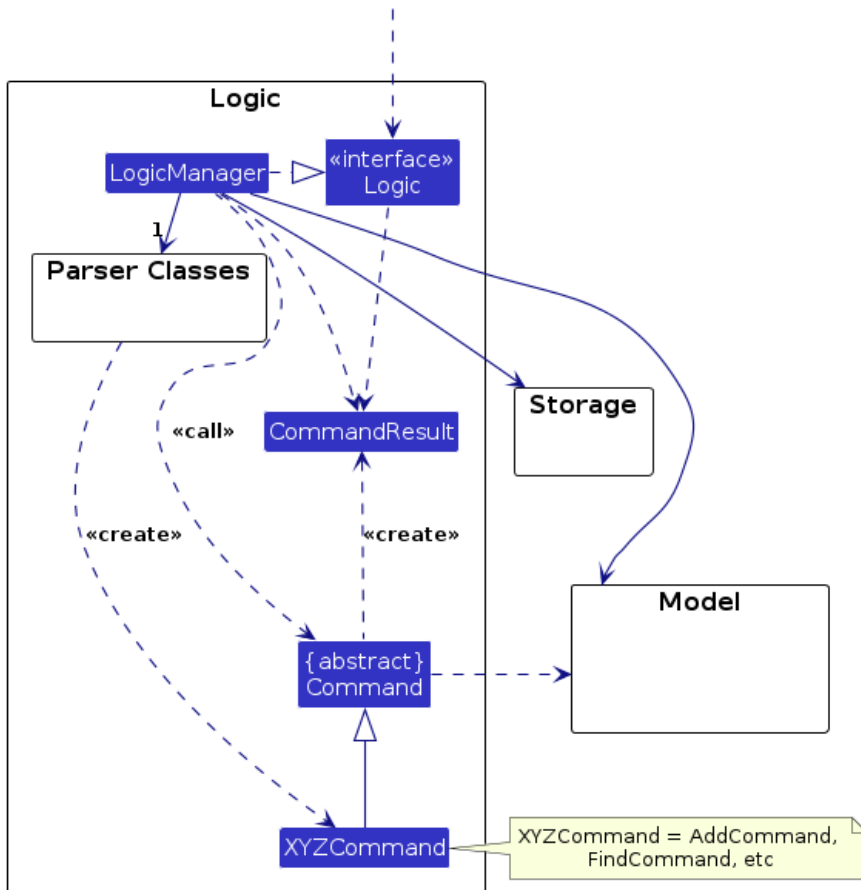 Logic
LogicManager
«interface»
Logic
1
Parser Classes
Storage
CommandResult
«call»
«create»
«create»
Model
{abstract}
Command
XYZCommand
XYZCommand = AddCommand,
FindCommand, etc